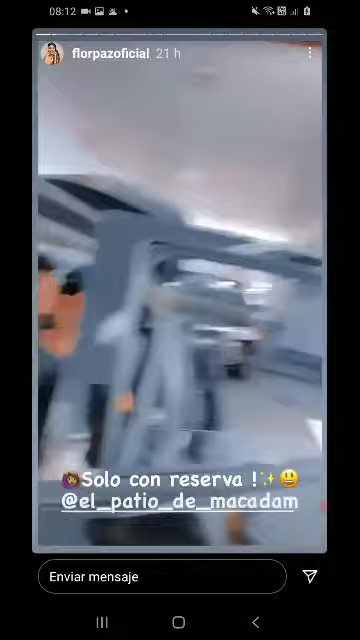 08:12
florpazoficial 21 h
🙋🏽‍♀️Solo con reserva !✨😃
@el_patio_de_macadam
Enviar mensaje